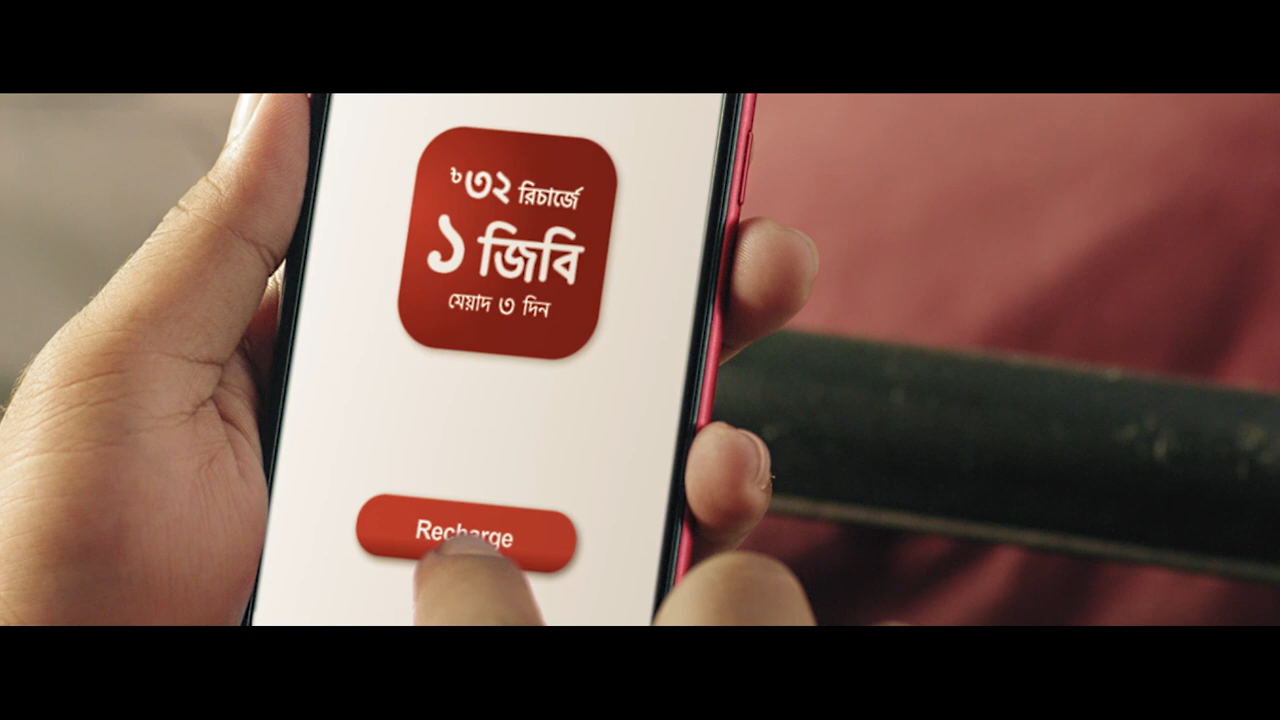 ৳৩২ রিচার্জে
১ জিবি
মেয়াদ ৩ দিন
Recharge